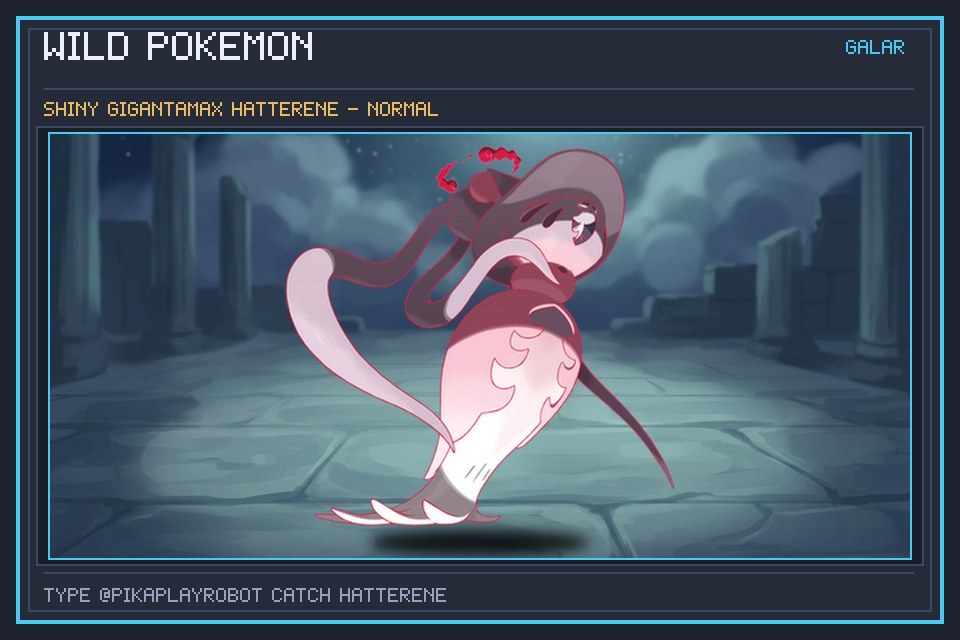 WILD POKEMON
GALAR
SHINY GIGANTAMAX HATTERENE - NORMAL
TYPE @PIKAPLAYROBOT CATCH HATTERENE